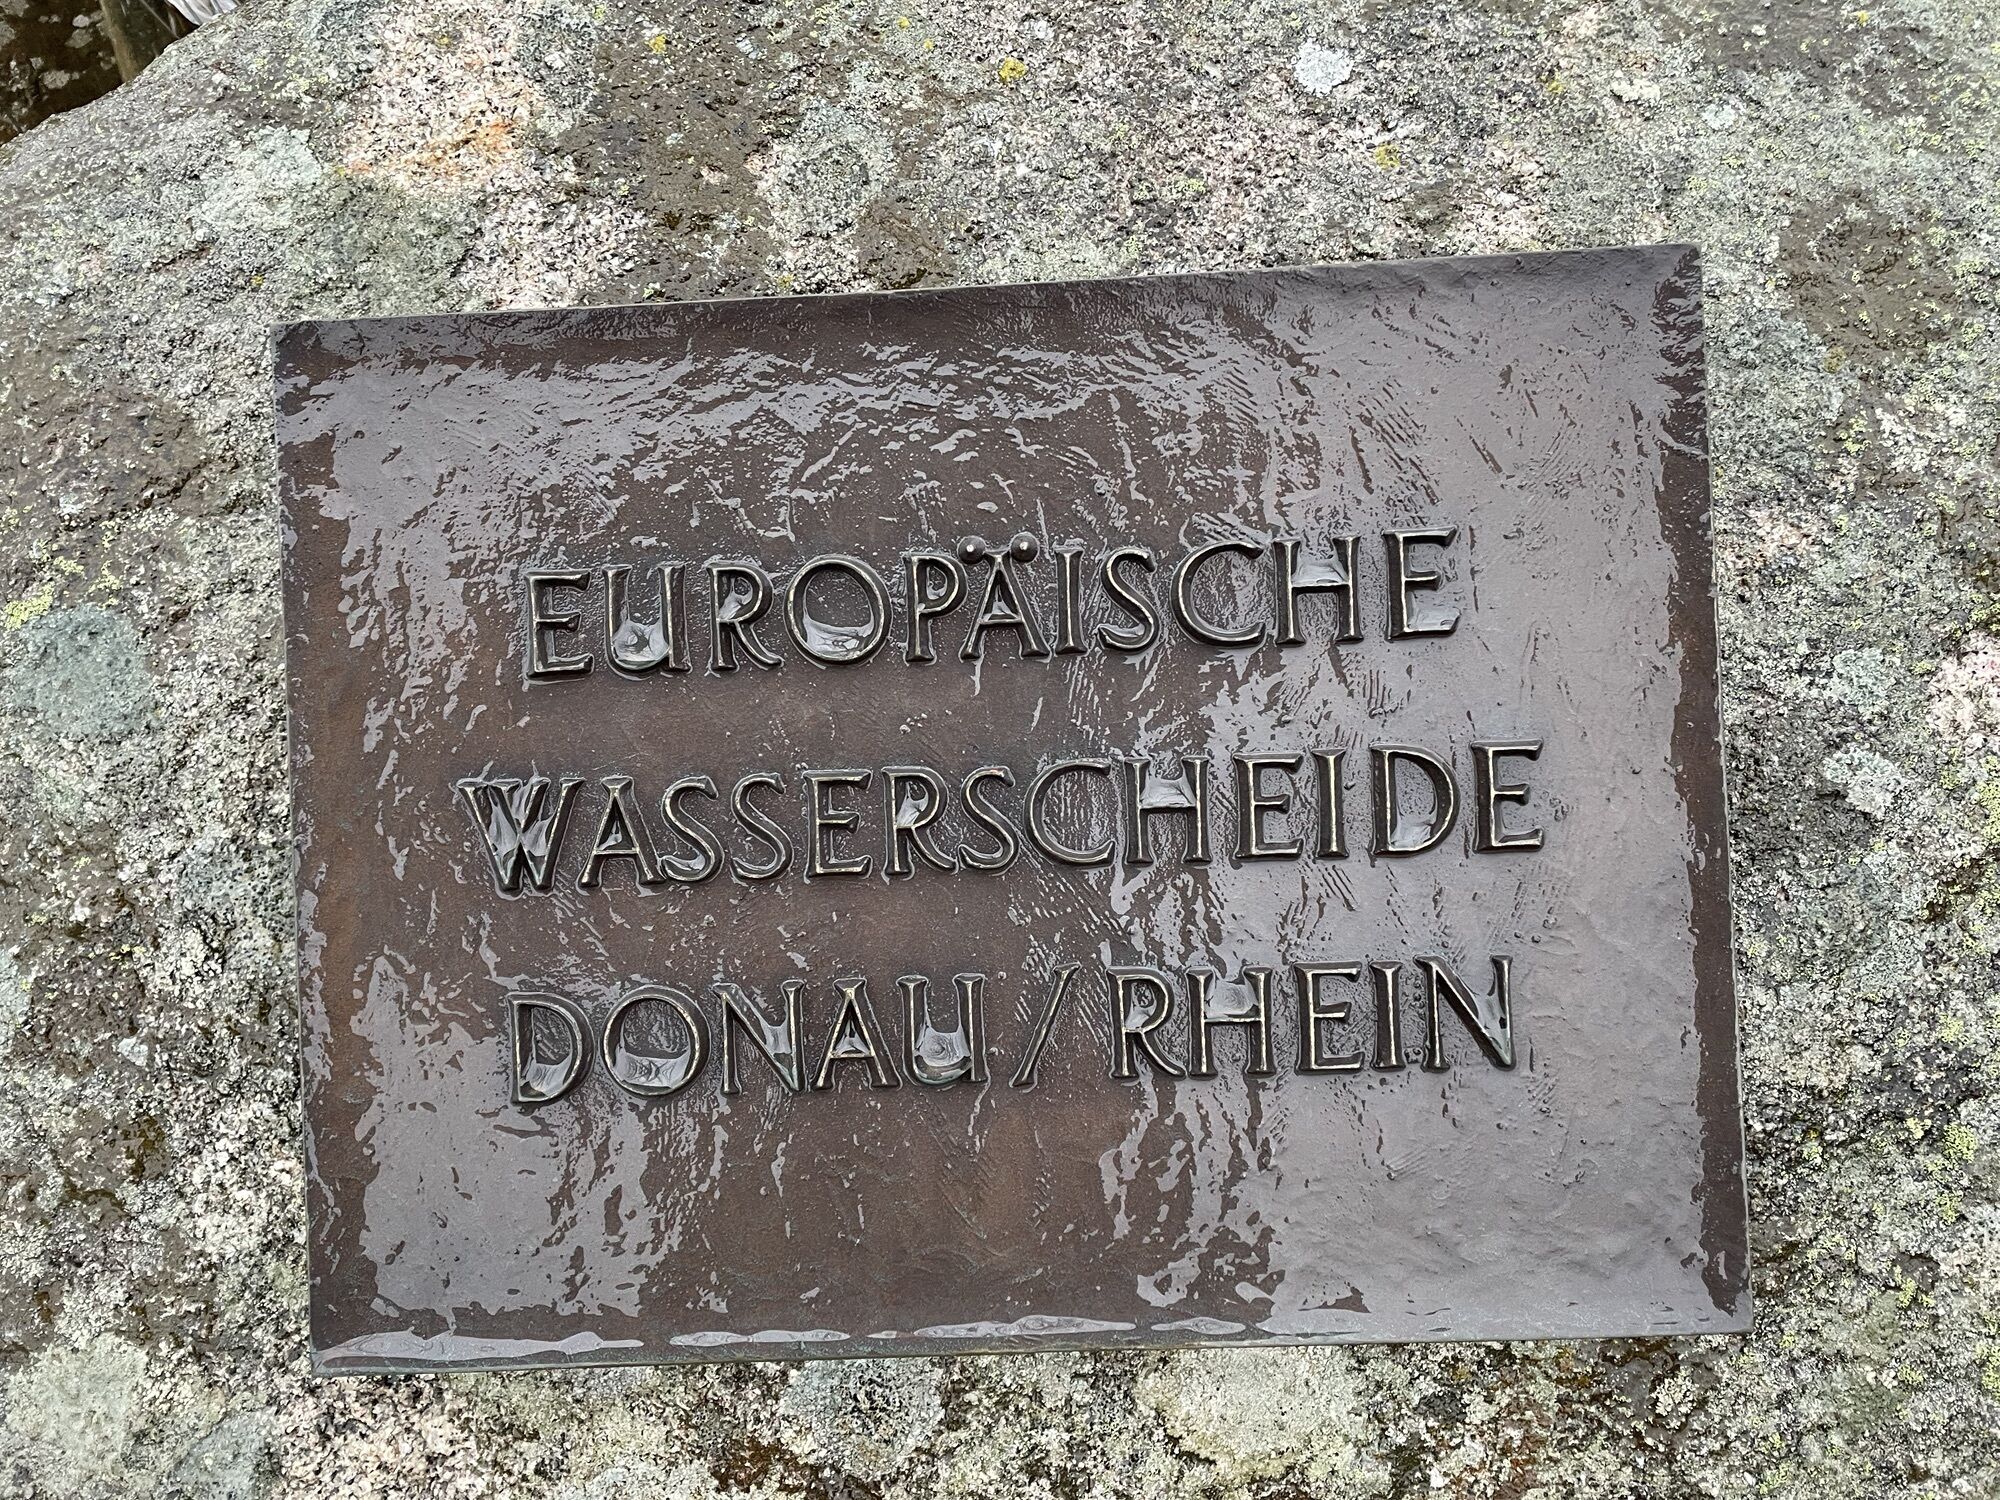 EUROPÄISCHE
WASSERSCHEIDE
DONAU / RHEIN